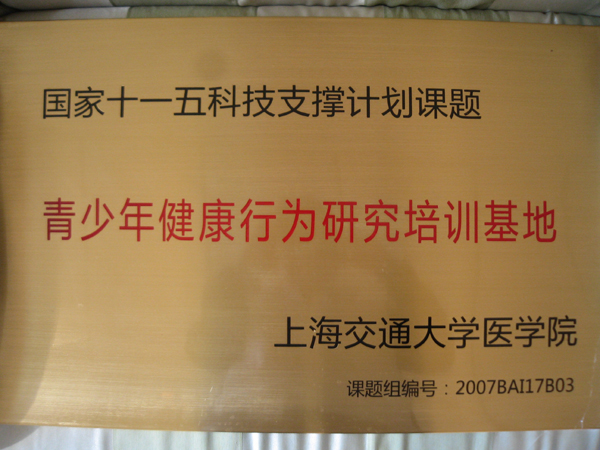 国家十一五科技支撑计划课题
青少年健康行为研究培训基地
上海交通大学医学院
课题组编号：2007BAI17B03